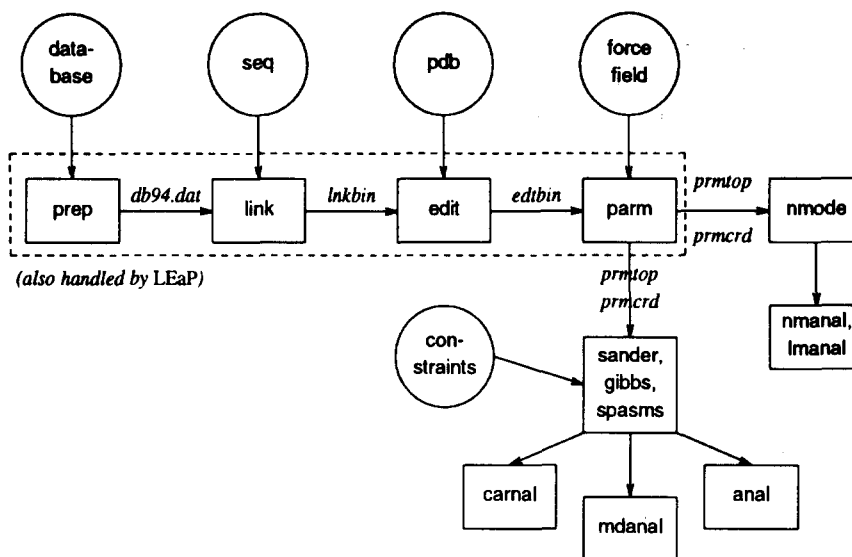 data-
base
seq
pdb
force
field
prep
db94.dat
link
lnkbin
edit
edtbin
parm
prmtop
prmcrd
nmode
(also handled by LEaP)
prmtop
prmcrd
nmanal,
lmanal
con-
straints
sander,
gibbs,
spasms
carnal
mdanal
anal